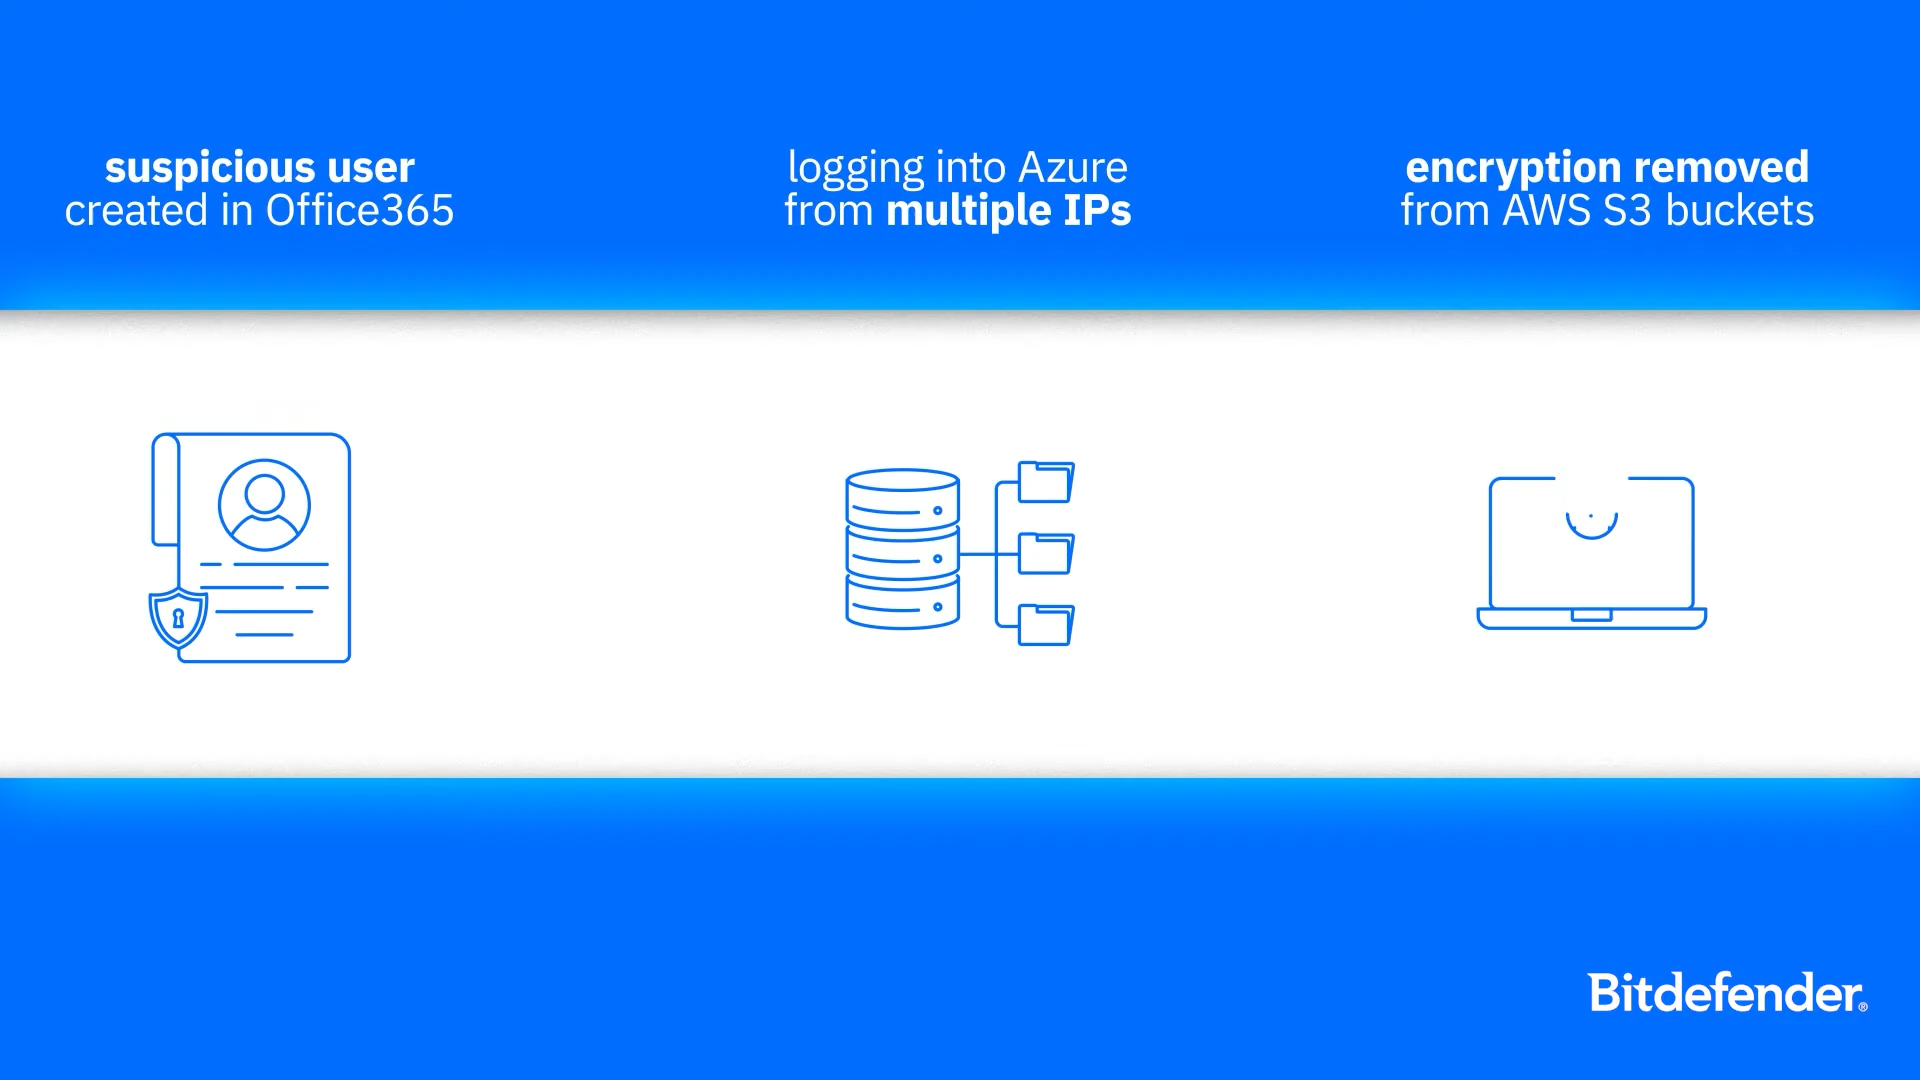 suspicious user
created in Office365
logging into Azure
from multiple IPs
encryption removed
from AWS S3 buckets
Bitdefender®